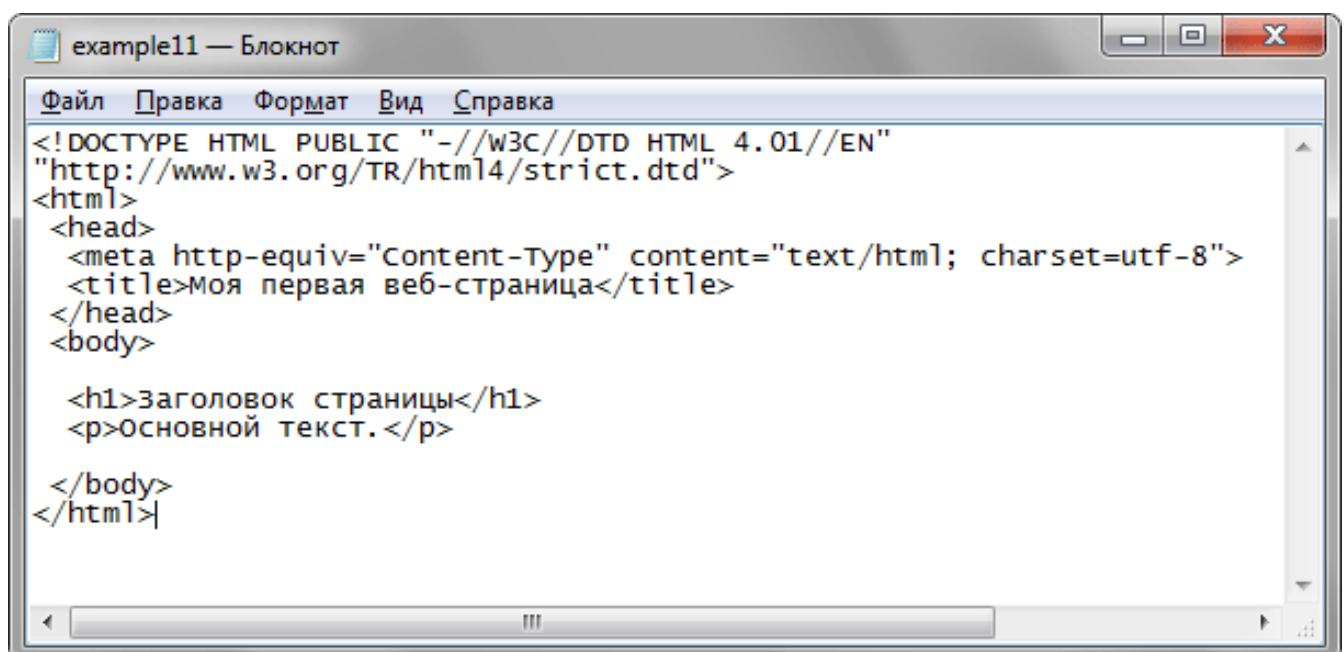 example11 — Блокнот
Файл Правка Формат Вид Справка
<!DOCTYPE HTML PUBLIC "-//W3C//DTD HTML 4.01//EN"
"http://www.w3.org/TR/html4/strict.dtd">
<html>
<head>
<meta http-equiv="Content-Type" content="text/html; charset=utf-8">
<title>Моя первая веб-страница</title>
</head>
<body>
<h1>Заголовок страницы</h1>
<p>Основной текст.</p>
</body>
</html>